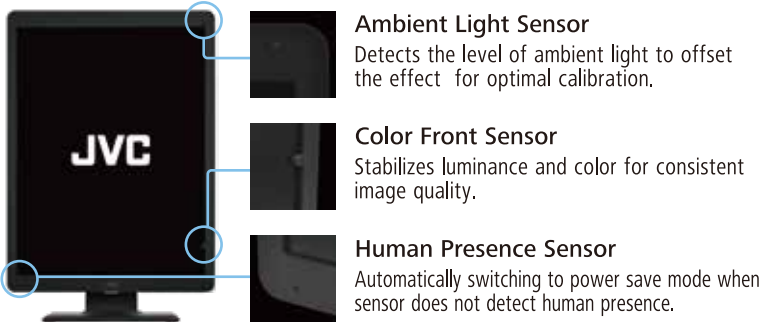 JVC
Ambient Light Sensor
Detects the level of ambient light to offset
the effect for optimal calibration.
Color Front Sensor
Stabilizes luminance and color for consistent
image quality.
Human Presence Sensor
Automatically switching to power save mode when
sensor does not detect human presence.